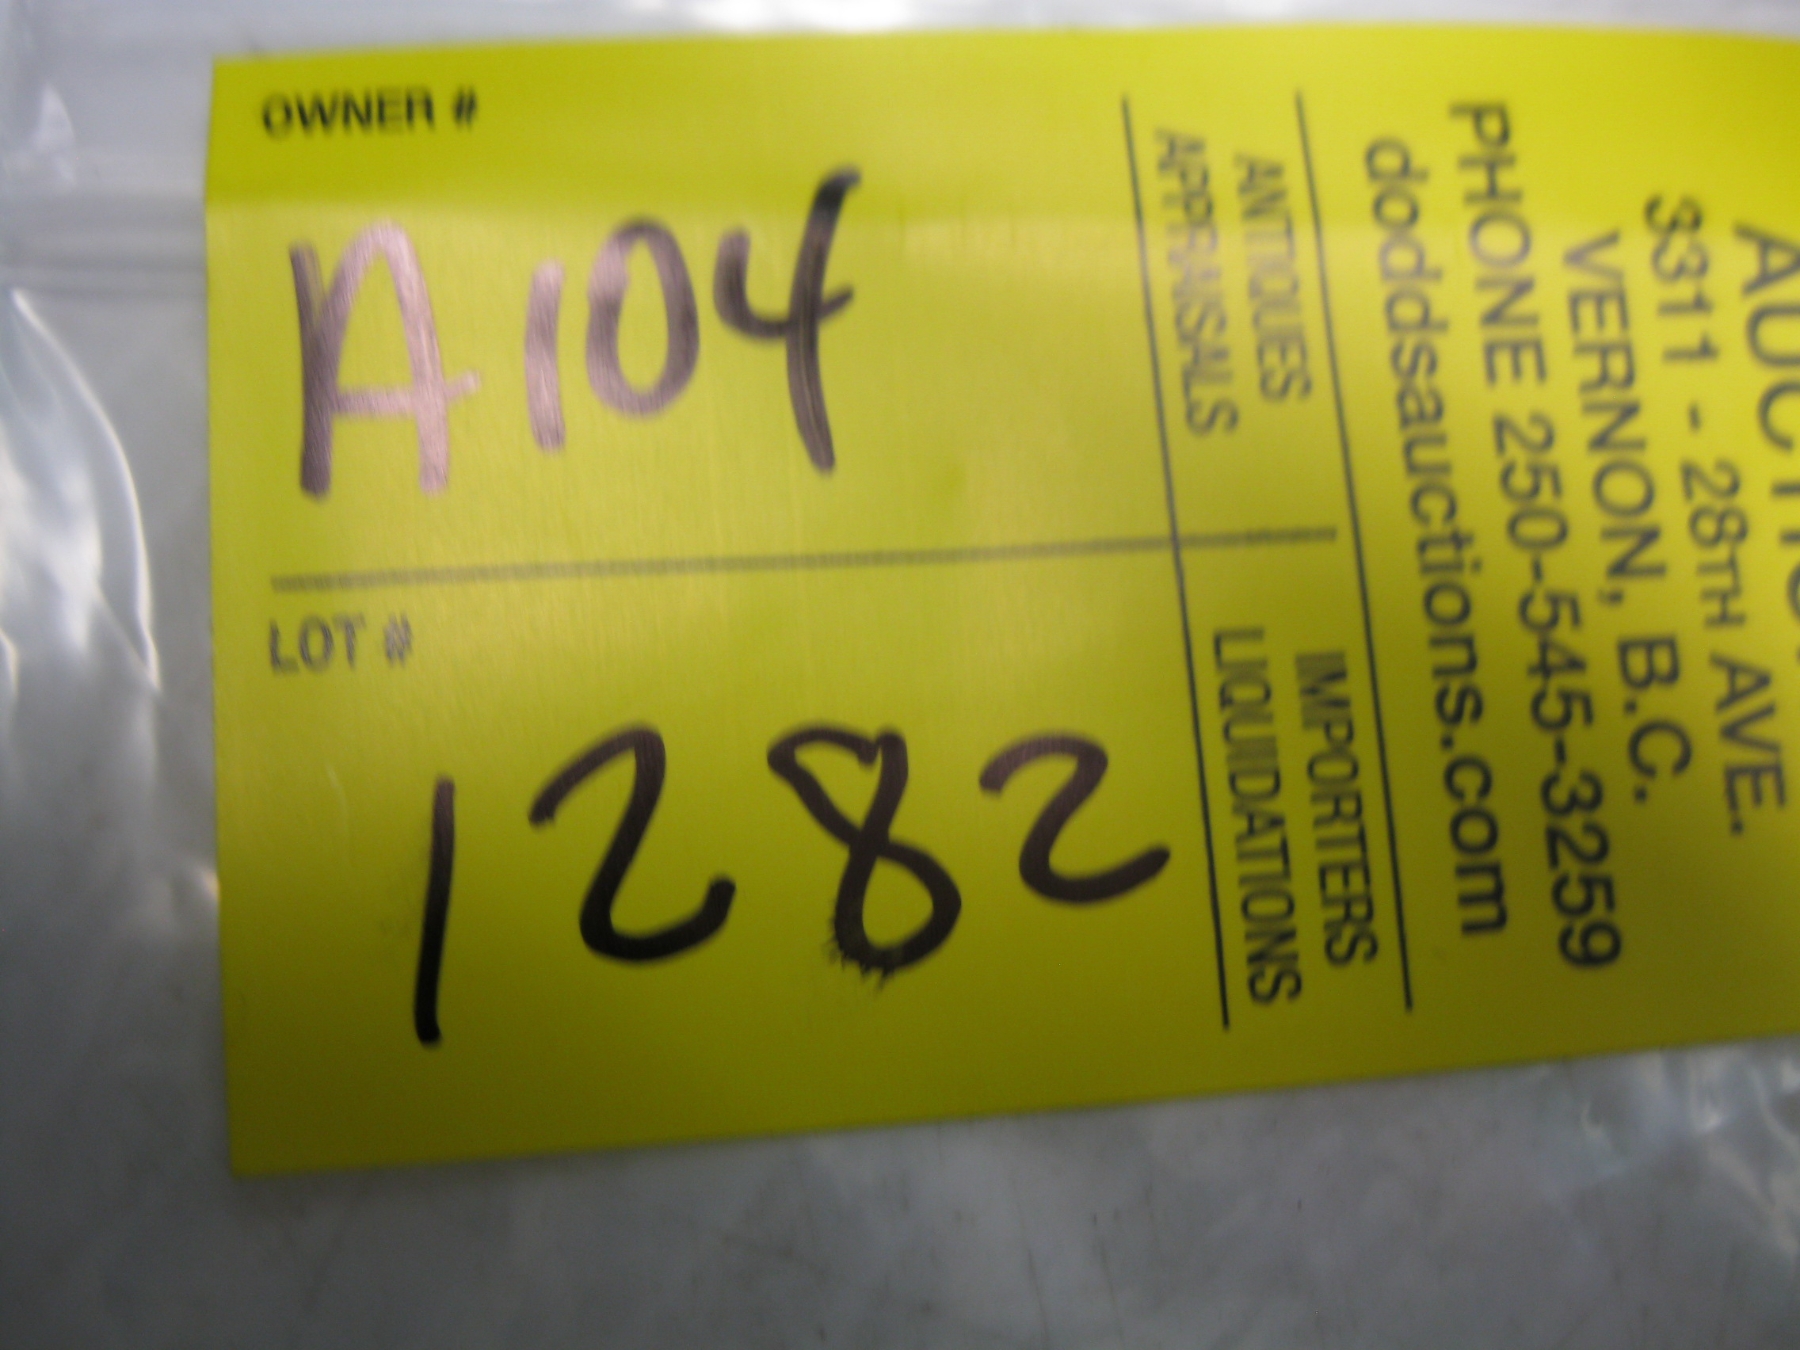 OWNER #
A104
LOT #
1282
3311 - 28TH AVE.
VERNON, B.C.
PHONE 250-545-3259
doddsauctions.com
ANTIQUES
APPRAISALS
IMPORTERS
LIQUIDATIONS